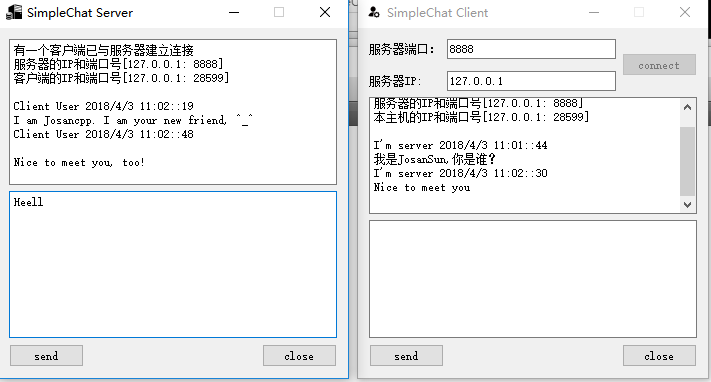 SimpleChat Server
有一个客户端已与服务器建立连接
服务器的IP和端口号[127.0.0.1: 8888]
客户端的IP和端口号[127.0.0.1: 28599]
Client User 2018/4/3 11:02::19
I am Josancpp. I am your new friend, ^_^
Client User 2018/4/3 11:02::48
Nice to meet you, too!
Heell
send
close
SimpleChat Client
服务器端口: 8888
connect
服务器IP: 127.0.0.1
服务器的IP和端口号[127.0.0.1: 8888]
本主机的IP和端口号[127.0.0.1: 28599]
I'm server 2018/4/3 11:01::44
我是JosanSun,你是谁?
I'm server 2018/4/3 11:02::30
Nice to meet you
send
close